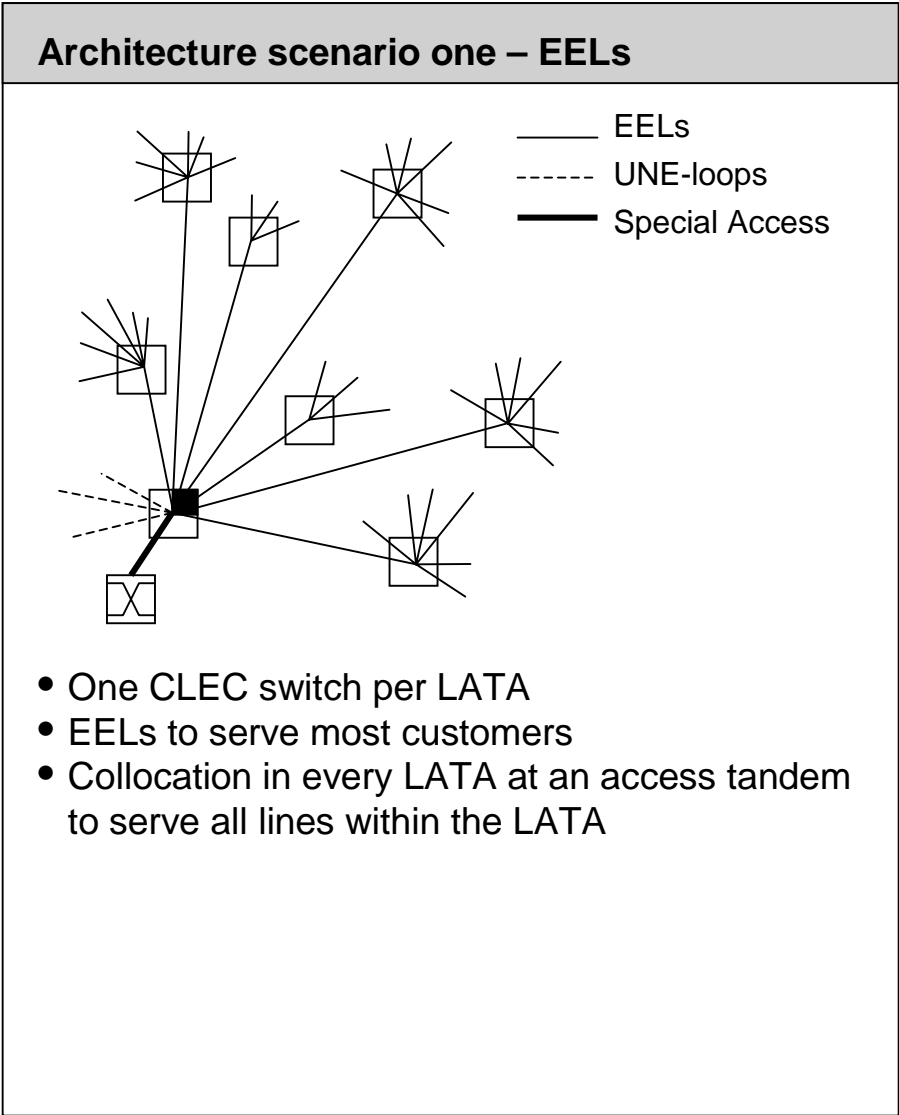 Architecture scenario one – EELs
EELs
UNE-loops
Special Access
• One CLEC switch per LATA
• EELs to serve most customers
• Collocation in every LATA at an access tandem
to serve all lines within the LATA